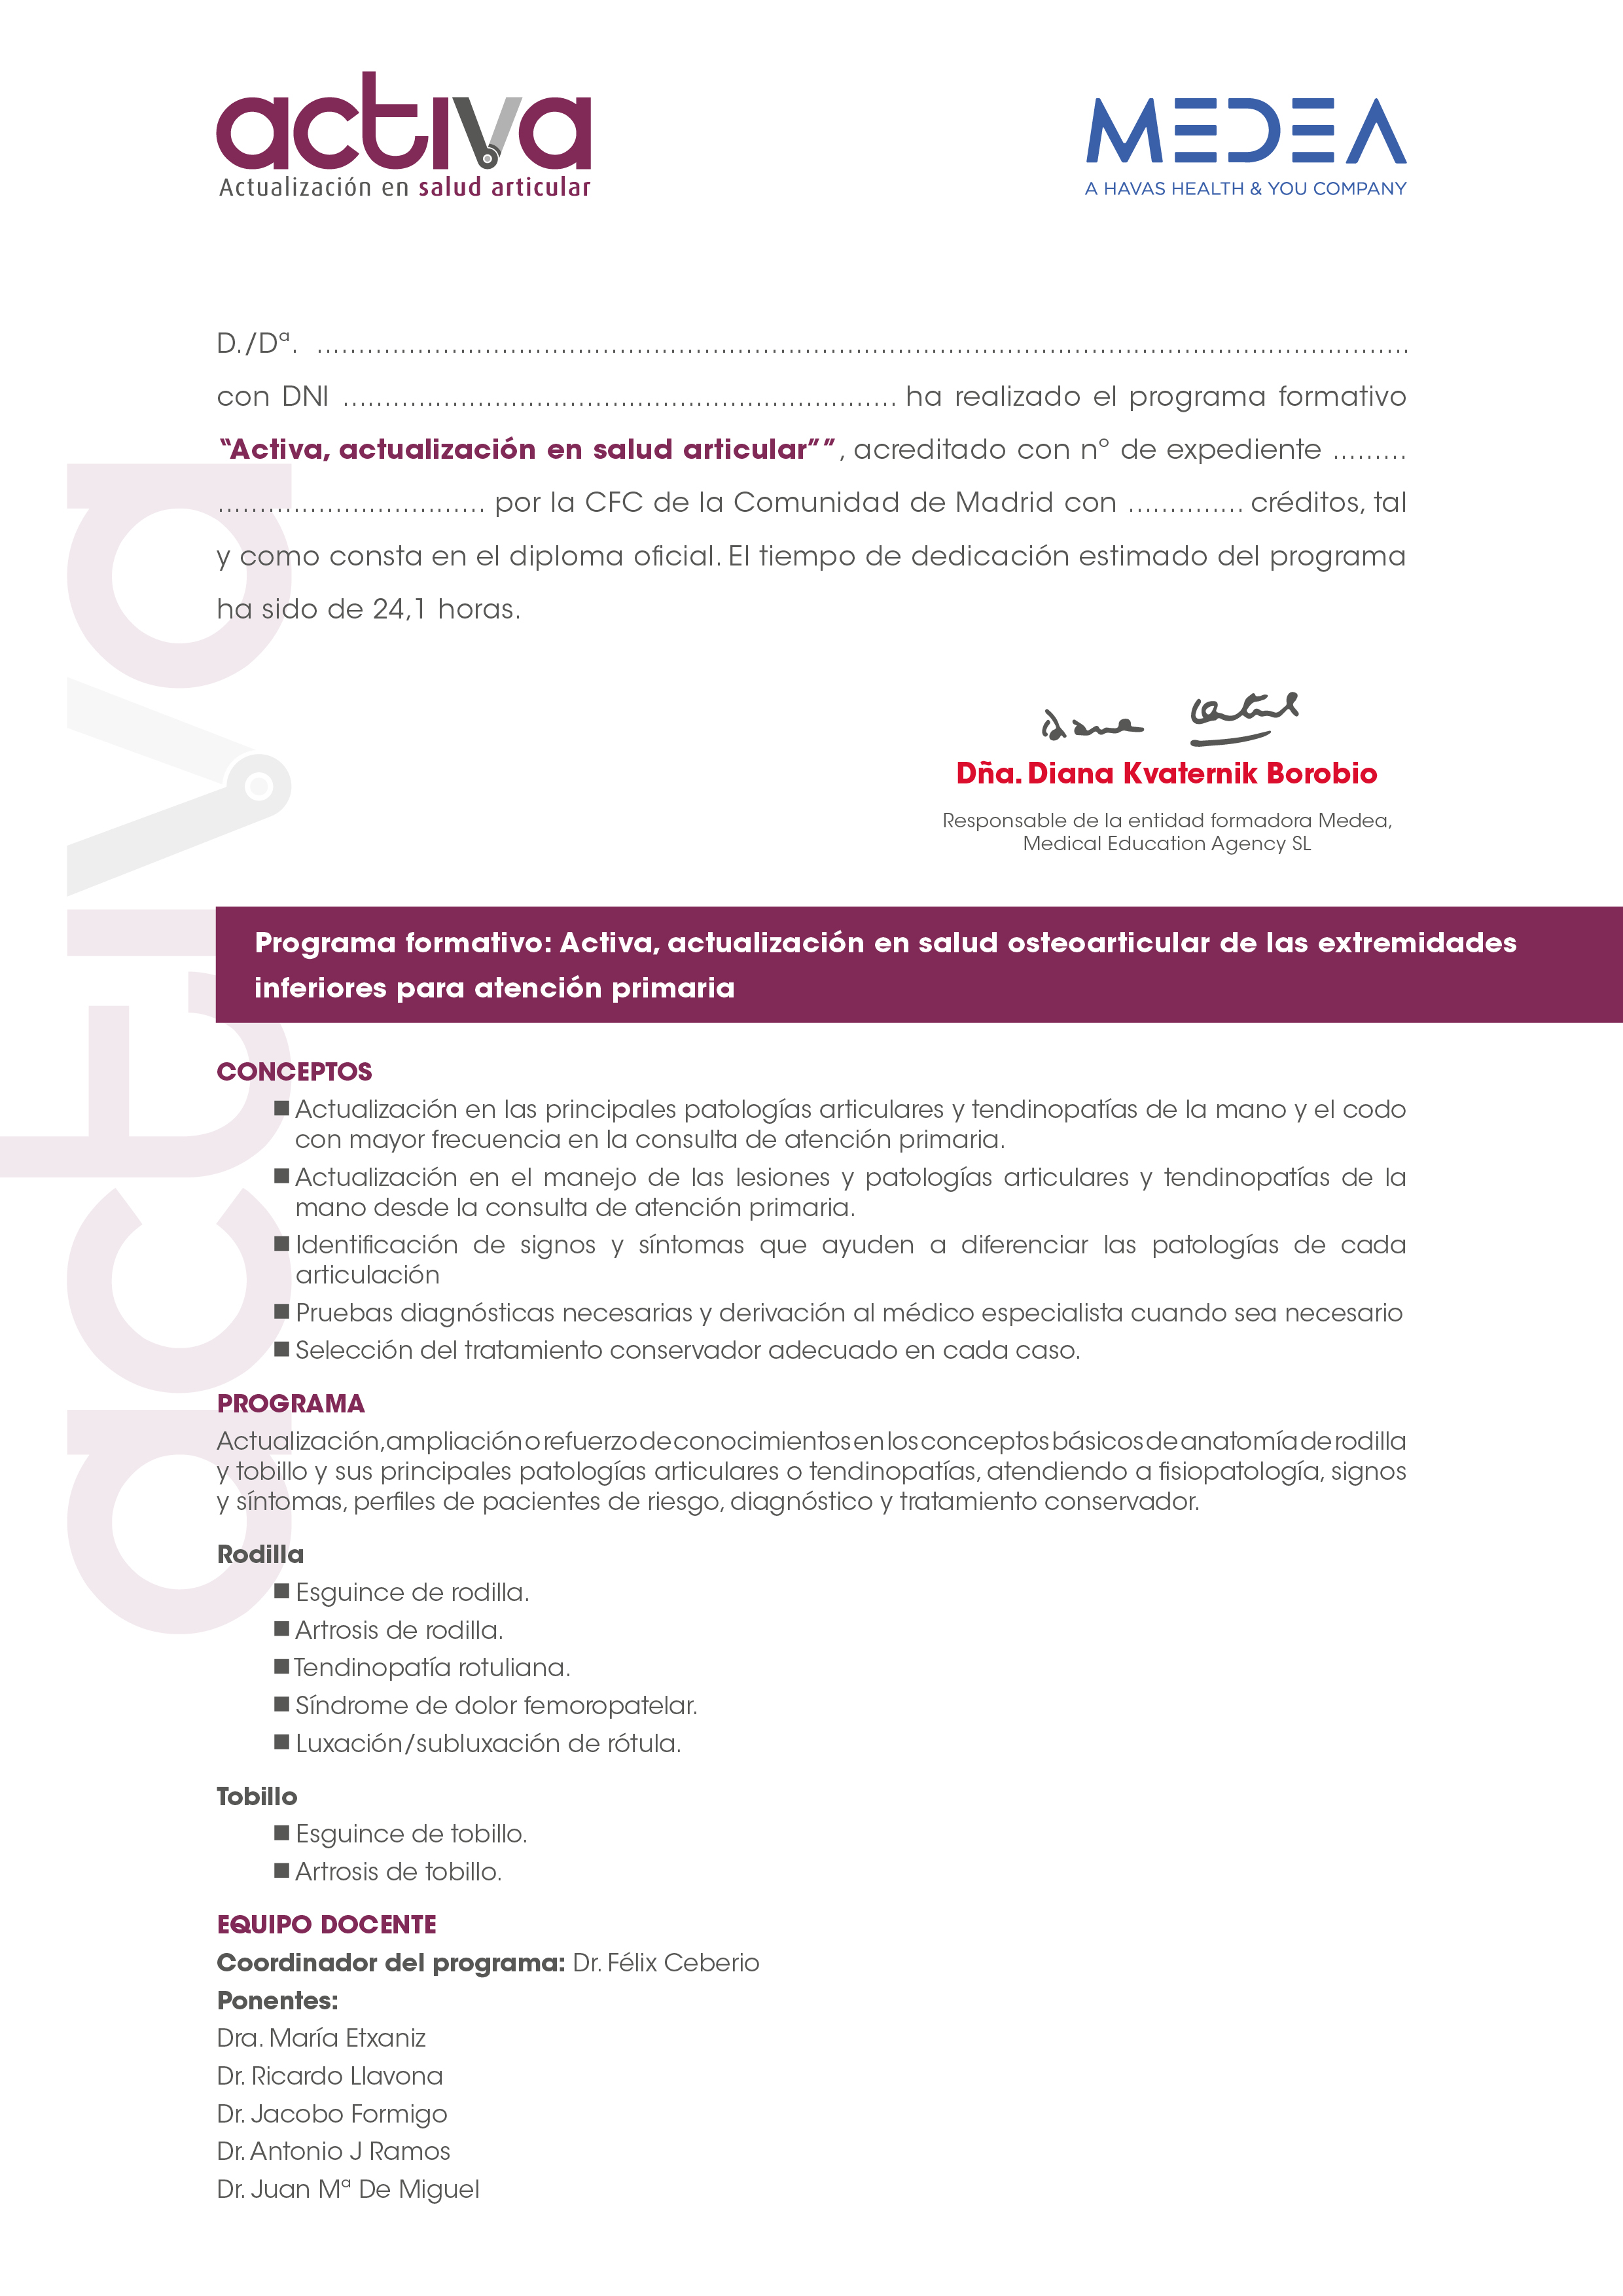 activa
Actualización en salud articular
MEDEA
A HAVAS HEALTH & YOU COMPANY
D./Dª. ........................................................................................................................................
con DNI .................................................................. ha realizado el programa formativo
“Activa, actualización en salud articular””, acreditado con nº de expediente .........
................................ por la CFC de la Comunidad de Madrid con .............. créditos, tal
y como consta en el diploma oficial. El tiempo de dedicación estimado del programa
ha sido de 24,1 horas.
Dña. Diana Kvaternik Borobio
Responsable de la entidad formadora Medea,
Medical Education Agency SL
activa
Programa formativo: Activa, actualización en salud osteoarticular de las extremidades
inferiores para atención primaria
CONCEPTOS
■ Actualización en las principales patologías articulares y tendinopatías de la mano y el codo
con mayor frecuencia en la consulta de atención primaria.
■ Actualización en el manejo de las lesiones y patologías articulares y tendinopatías de la
mano desde la consulta de atención primaria.
■ Identificación de signos y síntomas que ayuden a diferenciar las patologías de cada
articulación
■ Pruebas diagnósticas necesarias y derivación al médico especialista cuando sea necesario
■ Selección del tratamiento conservador adecuado en cada caso.
PROGRAMA
Actualización, ampliación o refuerzo de conocimientos en los conceptos básicos de anatomía de rodilla
y tobillo y sus principales patologías articulares o tendinopatías, atendiendo a fisiopatología, signos
y síntomas, perfiles de pacientes de riesgo, diagnóstico y tratamiento conservador.
Rodilla
■ Esguince de rodilla.
■ Artrosis de rodilla.
■ Tendinopatía rotuliana.
■ Síndrome de dolor femoropatelar.
■ Luxación/subluxación de rótula.
Tobillo
■ Esguince de tobillo.
■ Artrosis de tobillo.
EQUIPO DOCENTE
Coordinador del programa: Dr. Félix Ceberio
Ponentes:
Dra. María Etxaniz
Dr. Ricardo Llavona
Dr. Jacobo Formigo
Dr. Antonio J Ramos
Dr. Juan Mª De Miguel